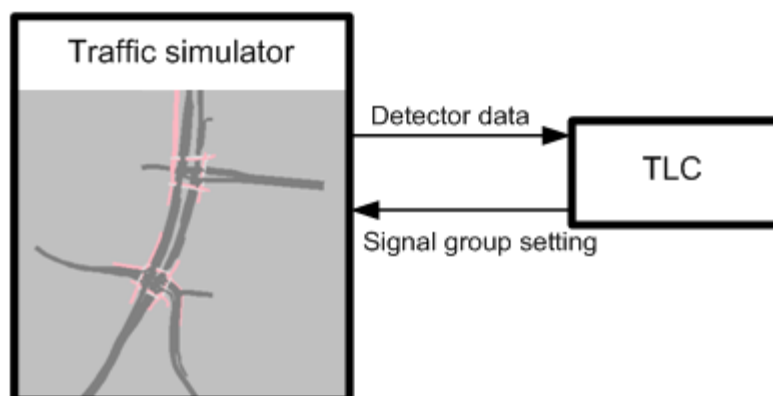 Traffic simulator
Detector data
TLC
Signal group setting